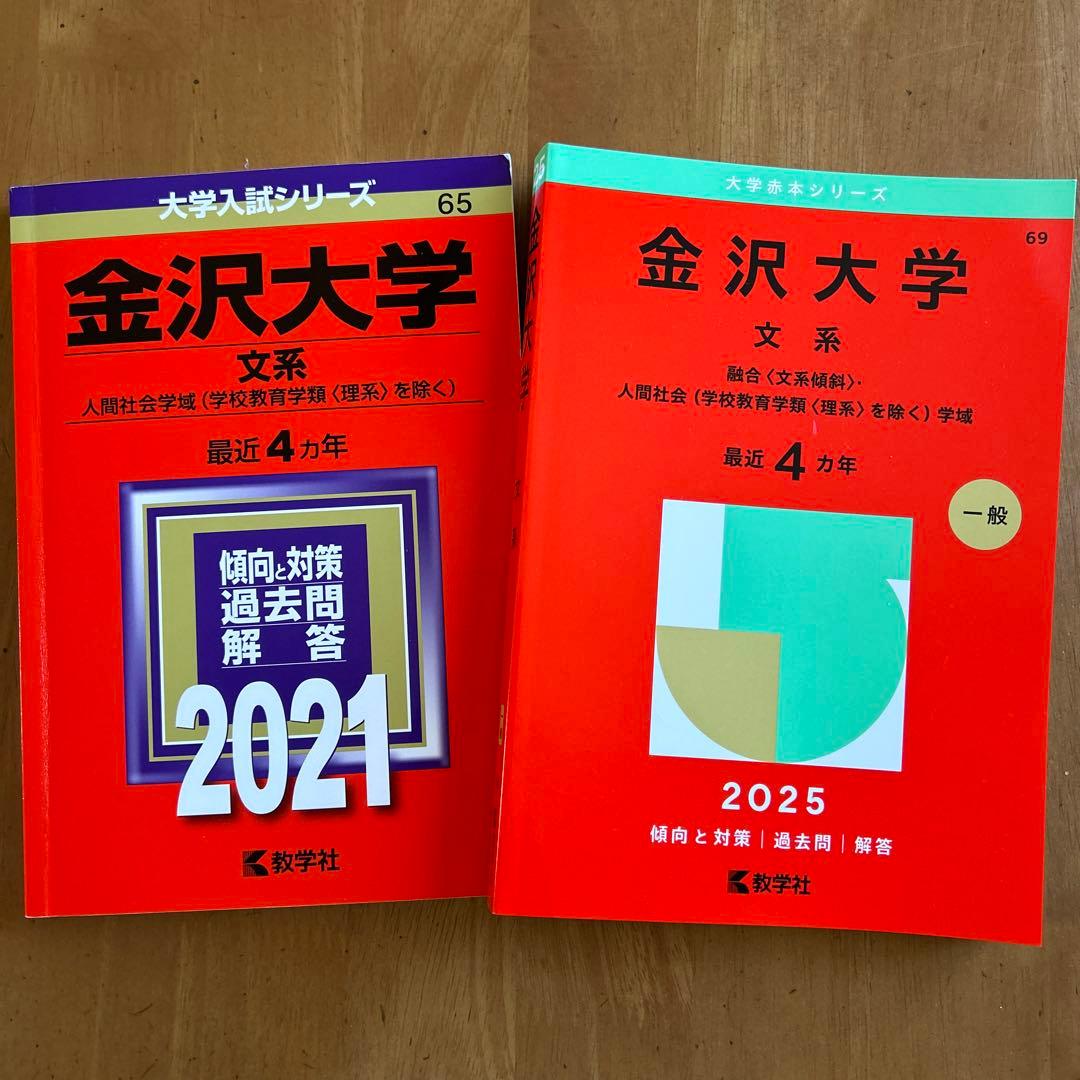 大学入試シリーズ
65
金沢大学
文系
人間社会学域(学校教育学類〈理系〉を除く)
最近4カ年
傾向と対策
過去問
解答
2021
教学社
大学赤本シリーズ
69
金沢大学
文系
融合〈文系傾斜〉・
人間社会(学校教育学類〈理系〉を除く)学域
最近4カ年
一般
2025
傾向と対策|過去問|解答
教学社